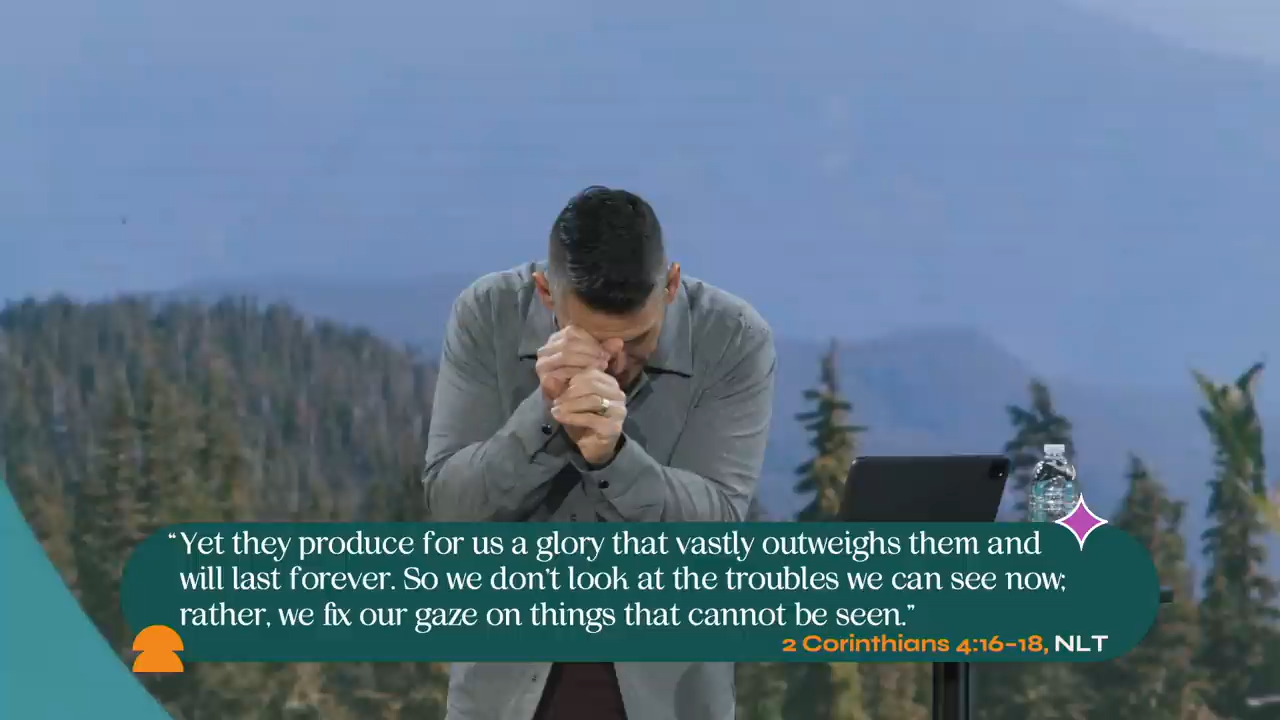 “Yet they produce for us a glory that vastly outweighs them and
will last forever. So we don’t look at the troubles we can see now;
rather, we fix our gaze on things that cannot be seen.”
2 Corinthians 4:16–18, NLT